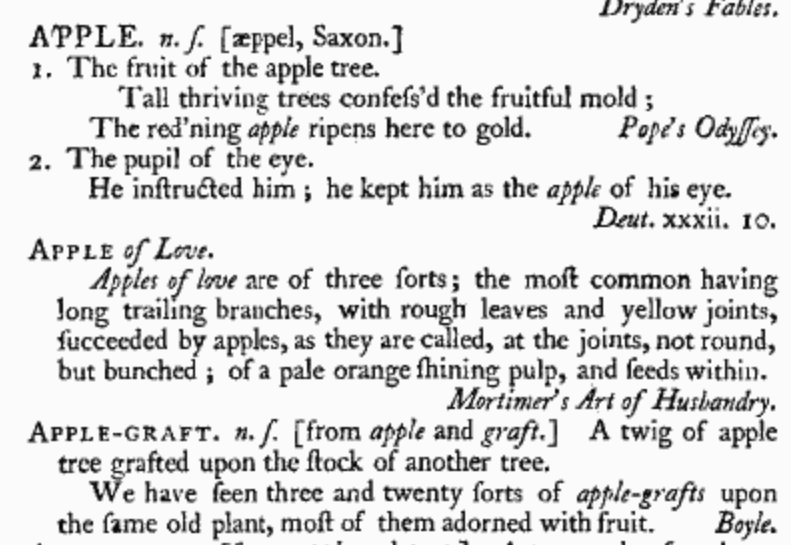 Dryden's Fables.
A'PPLE. n. ſ. [æppel, Saxon.]
1. The fruit of the apple tree.
Tall thriving trees confeſs'd the fruitful mold ;
The red'ning apple ripens here to gold. Pope's Odyſſey.
2. The pupil of the eye.
He inſtructed him ; he kept him as the apple of his eye.
Deut. xxxii. 10.
APPLE of Love.
Apples of love are of three ſorts ; the moſt common having
long trailing branches, with rough leaves and yellow joints,
ſucceeded by apples, as they are called, at the joints, not round,
but bunched ; of a pale orange ſhining pulp, and ſeeds within.
Mortimer's Art of Husbandry.
APPLE-GRAFT. n. ſ. [from apple and graft.] A twig of apple
tree grafted upon the ſtock of another tree.
We have ſeen three and twenty ſorts of apple-grafts upon
the ſame old plant, moſt of them adorned with fruit. Boyle.